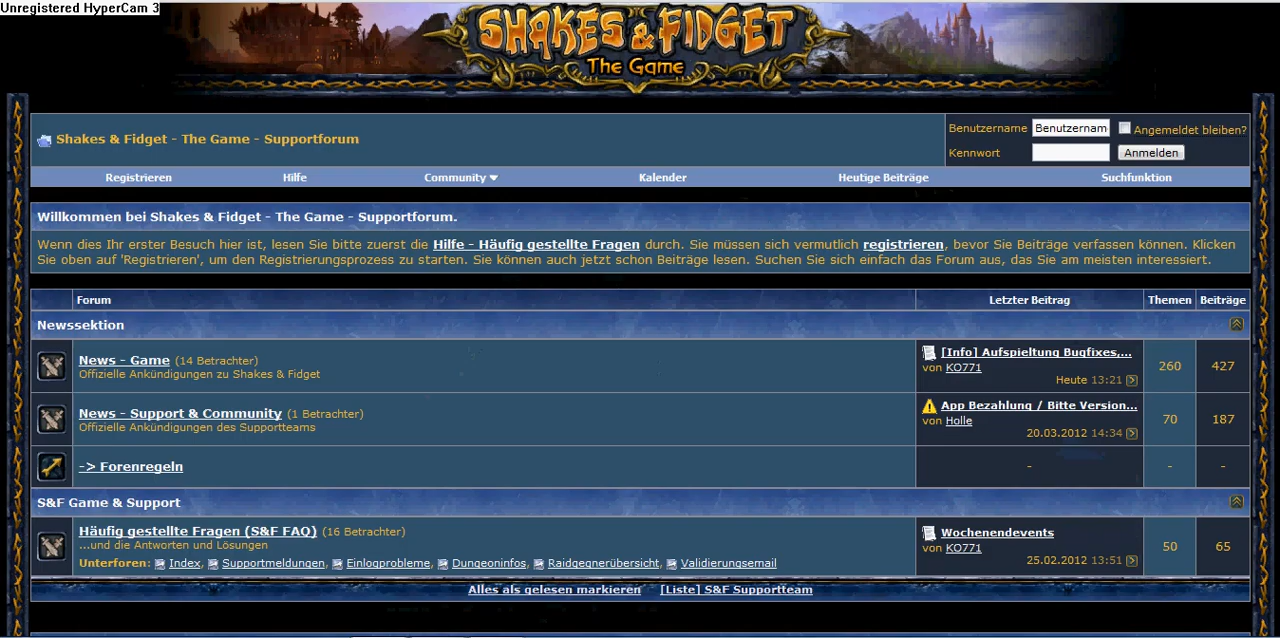 Unregistered HyperCam 3
SHAKES & FIDGET
The Game
Shakes & Fidget - The Game - Supportforum
Benutzername Benutzernam Angemeldet bleiben?
Kennwort Anmelden
Registrieren Hilfe Community Kalender Heutige Beiträge Suchfunktion
Willkommen bei Shakes & Fidget - The Game - Supportforum.
Wenn dies Ihr erster Besuch hier ist, lesen Sie bitte zuerst die Hilfe - Häufig gestellte Fragen durch. Sie müssen sich vermutlich registrieren, bevor Sie Beiträge verfassen können. Klicken
Sie oben auf 'Registrieren', um den Registrierungsprozess zu starten. Sie können auch jetzt schon Beiträge lesen. Suchen Sie sich einfach das Forum aus, das Sie am meisten interessiert.
Forum Letzter Beitrag Themen Beiträge
Newssektion
News - Game (14 Betrachter)
Offizielle Ankündigungen zu Shakes & Fidget
[Info] Aufspieltung Bugfixes,...
von KO771
Heute 13:21
260 427
News - Support & Community (1 Betrachter)
Offizielle Ankündigungen des Supportteams
App Bezahlung / Bitte Version...
von Holle
20.03.2012 14:34
70 187
-> Forenregeln - - -
S&F Game & Support
Häufig gestellte Fragen (S&F FAQ) (16 Betrachter)
...und die Antworten und Lösungen
Unterforen: Index, Supportmeldungen, Einlogprobleme, Dungeoninfos, Raidgegnerübersicht, Validierungsemail
Wochenendevents
von KO771
25.02.2012 13:51
50 65
Alles als gelesen markieren [Liste] S&F Supportteam